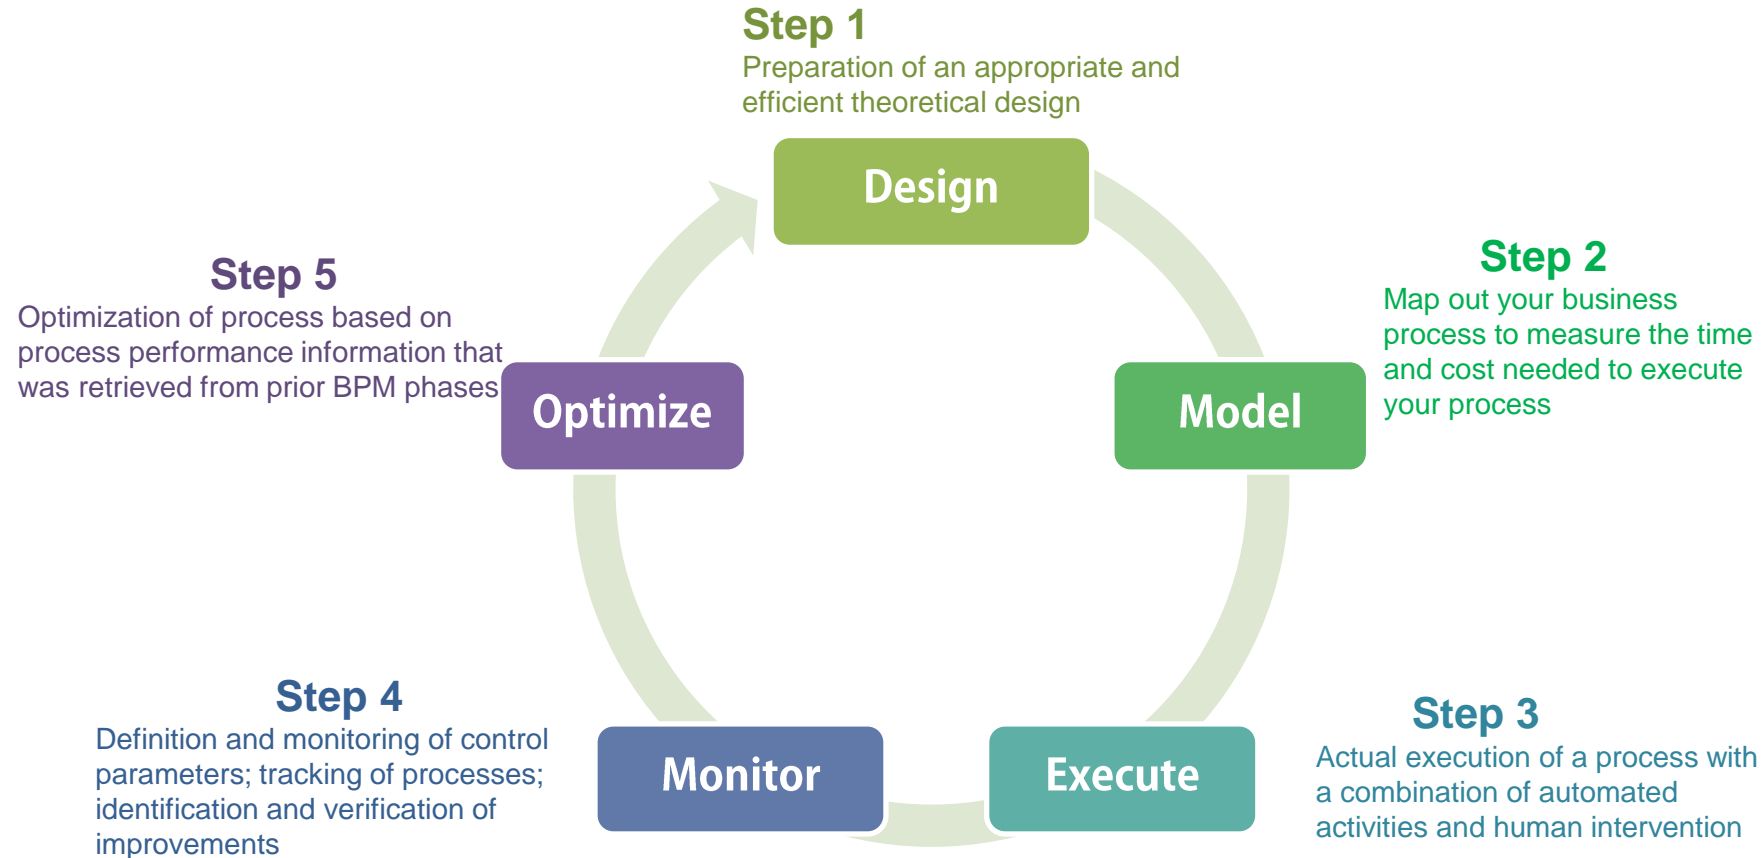 Step 1
Preparation of an appropriate and
efficient theoretical design
Design
Step 2
Map out your business
process to measure the time
and cost needed to execute
your process
Model
Step 3
Actual execution of a process with
a combination of automated
activities and human intervention
Execute
Step 4
Definition and monitoring of control
parameters; tracking of processes;
identification and verification of
improvements
Monitor
Step 5
Optimization of process based on
process performance information that
was retrieved from prior BPM phases
Optimize